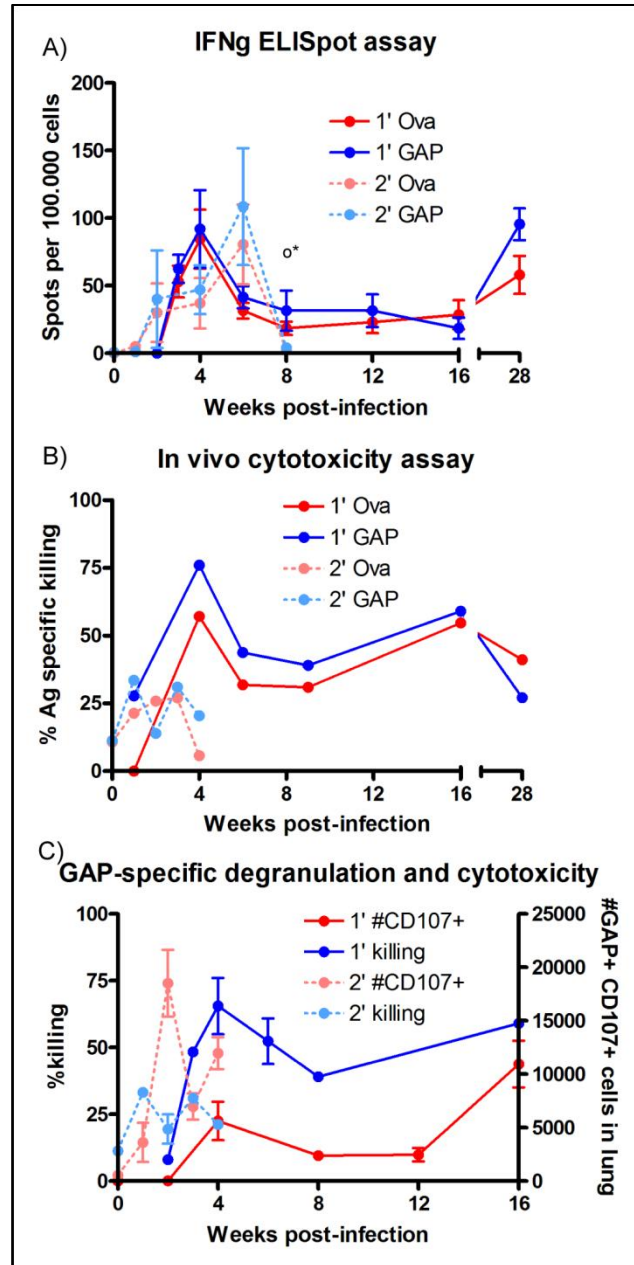 A)
IFNg ELISpot assay
Spots per 100.000 cells
200
150
100
50
0
1' Ova
1' GAP
2' Ova
2' GAP
o*
0 4 8 12 16 28
Weeks post-infection
B)
In vivo cytotoxicity assay
% Ag specific killing
100
75
50
25
0
1' Ova
1' GAP
2' Ova
2' GAP
0 4 8 12 16 28
Weeks post-infection
C)
GAP-specific degranulation and cytotoxicity
%killing
100
75
50
25
0
1' #CD107+
1' killing
2' #CD107+
2' killing
25000
20000
15000
10000
5000
0
#GAP+ CD107+
cells in lung
0 4 8 12 16
Weeks post-infection